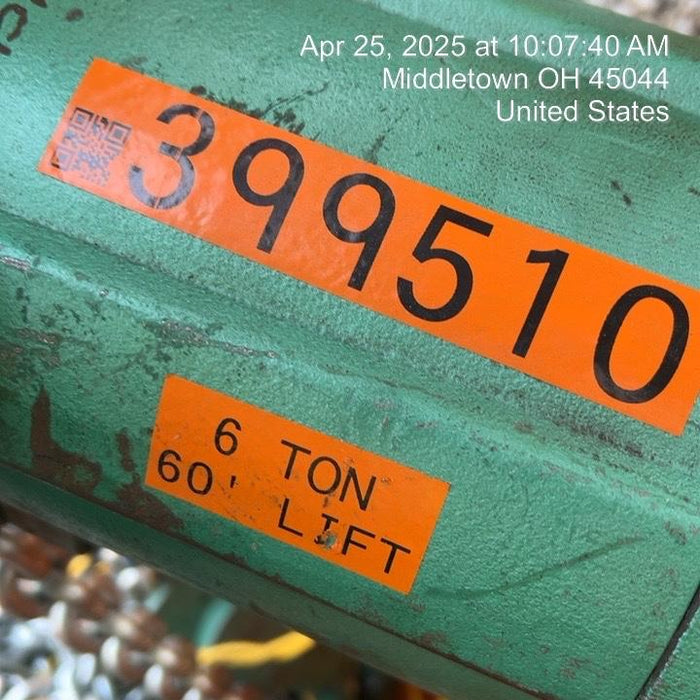 Apr 25, 2025 at 10:07:40 AM
Middletown OH 45044
United States
399510
6 TON
60' LIFT